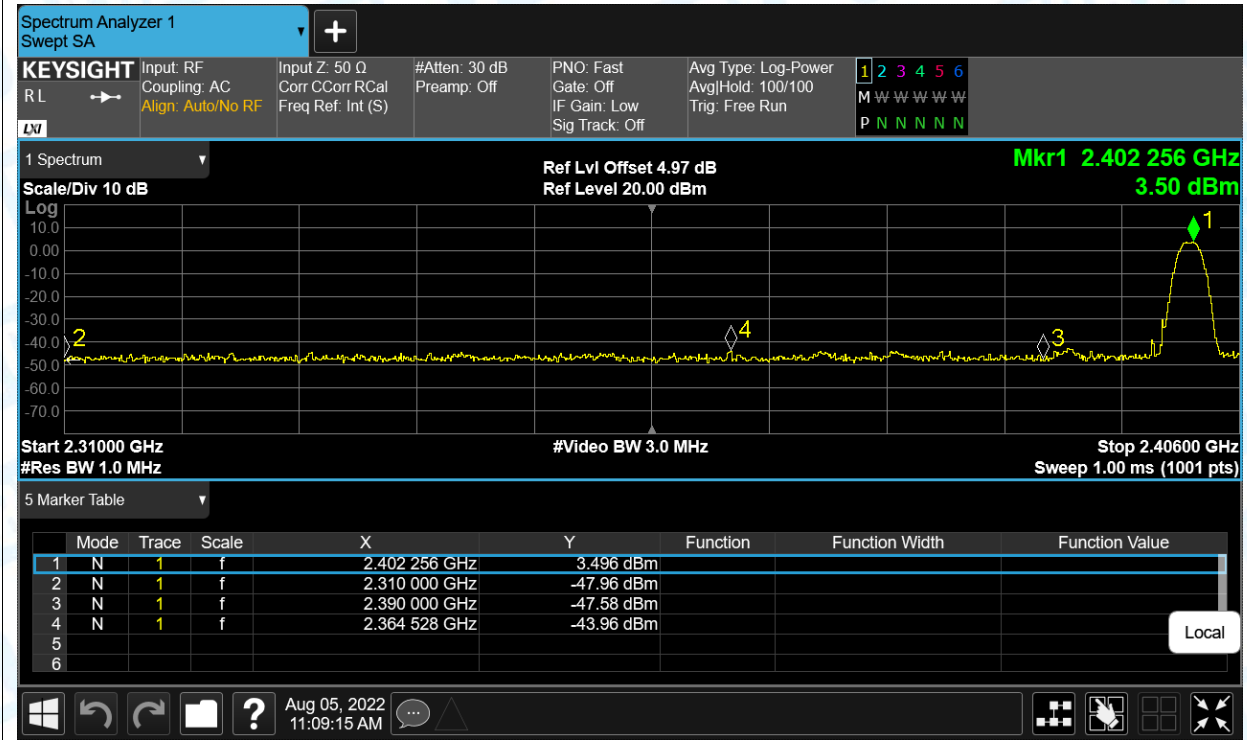 Spectrum Analyzer 1
Swept SA
KEYSIGHT
R L
LXI
Input: RF
Coupling: AC
Align: Auto/No RF
Input Z: 50 Ω
Corr CCorr RCal
Freq Ref: Int (S)
#Atten: 30 dB
Preamp: Off
PNO: Fast
Gate: Off
IF Gain: Low
Sig Track: Off
Avg Type: Log-Power
Avg|Hold: 100/100
Trig: Free Run
1 2 3 4 5 6
M W W W W W
P N N N N N
1 Spectrum
Scale/Div 10 dB
Ref Lvl Offset 4.97 dB
Ref Level 20.00 dBm
Mkr1 2.402 256 GHz
3.50 dBm
Log
10.0
0.00
-10.0
-20.0
-30.0
-40.0
-50.0
-60.0
-70.0
1
2
4
3
Start 2.31000 GHz
#Video BW 3.0 MHz
Stop 2.40600 GHz
#Res BW 1.0 MHz
Sweep 1.00 ms (1001 pts)
5 Marker Table
Mode Trace Scale X Y Function Function Width Function Value
1 N 1 f 2.402 256 GHz 3.496 dBm
2 N 1 f 2.310 000 GHz -47.96 dBm
3 N 1 f 2.390 000 GHz -47.58 dBm
4 N 1 f 2.364 528 GHz -43.96 dBm
5
6
Local
?
Aug 05, 2022
11:09:15 AM